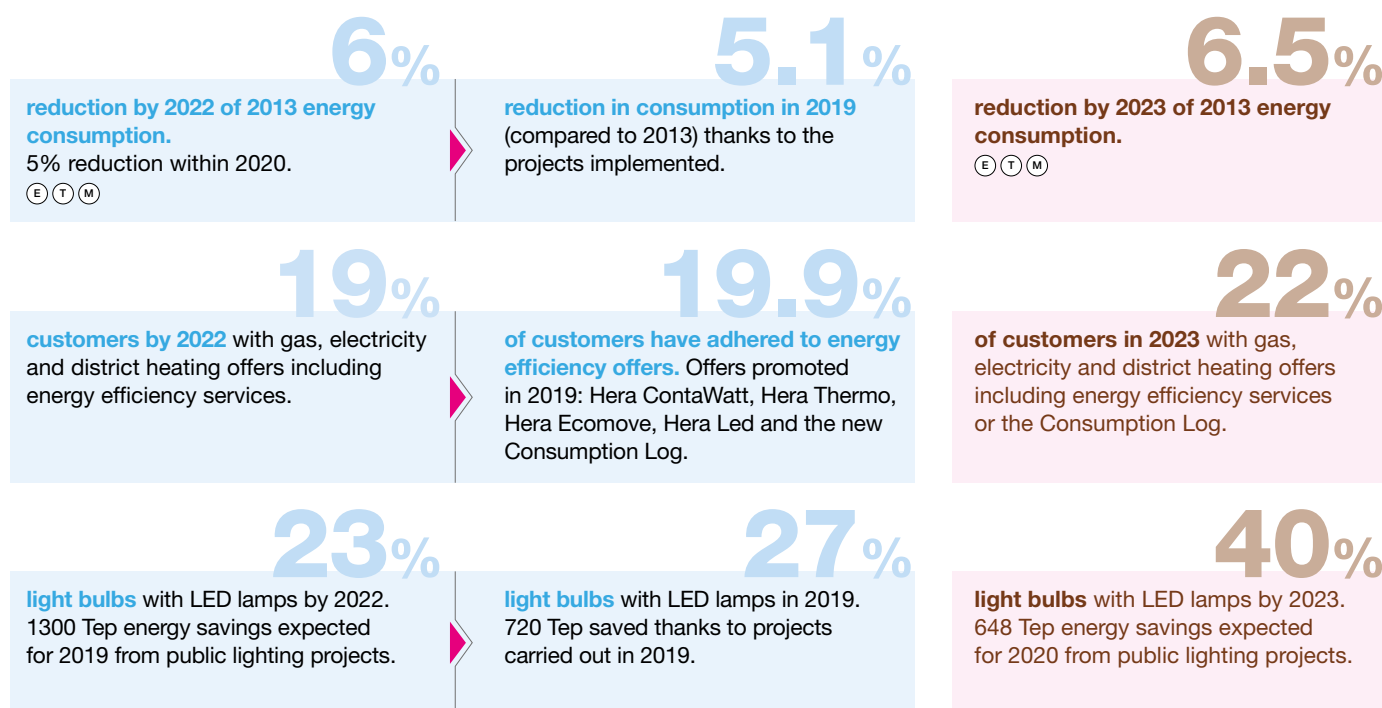 6%
reduction by 2022 of 2013 energy
consumption.
5% reduction within 2020.
E T M
5.1%
reduction in consumption in 2019
(compared to 2013) thanks to the
projects implemented.
6.5%
reduction by 2023 of 2013 energy
consumption.
E T M
19%
customers by 2022 with gas, electricity
and district heating offers including
energy efficiency services.
19.9%
of customers have adhered to energy
efficiency offers. Offers promoted
in 2019: Hera ContaWatt, Hera Thermo,
Hera Ecomove, Hera Led and the new
Consumption Log.
22%
of customers in 2023 with gas,
electricity and district heating offers
including energy efficiency services
or the Consumption Log.
23%
light bulbs with LED lamps by 2022.
1300 Tep energy savings expected
for 2019 from public lighting projects.
27%
light bulbs with LED lamps in 2019.
720 Tep saved thanks to projects
carried out in 2019.
40%
light bulbs with LED lamps by 2023.
648 Tep energy savings expected
for 2020 from public lighting projects.